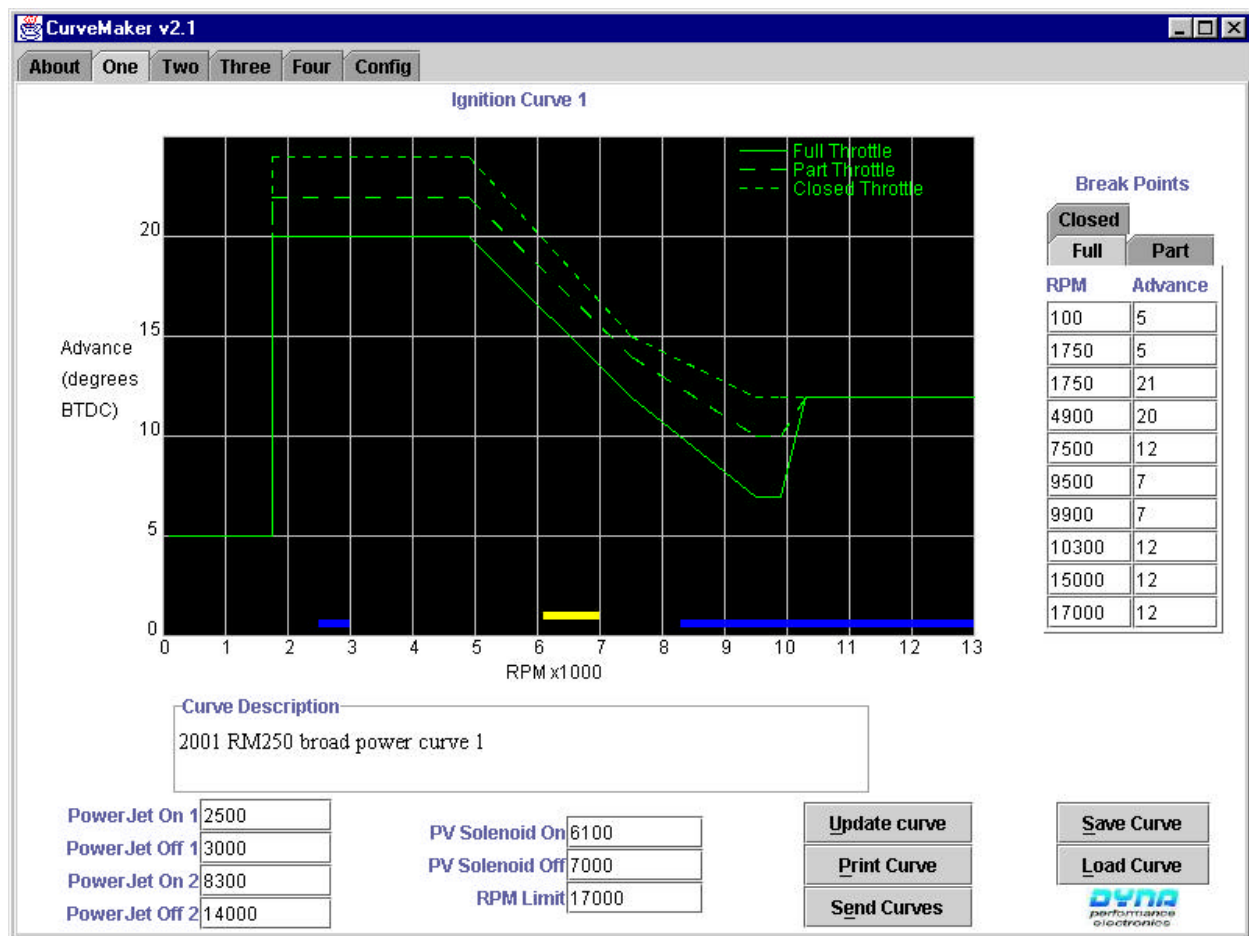 CurveMaker v2.1
About One Two Three Four Config
Ignition Curve 1
Full Throttle
Part Throttle
Closed Throttle
20
15
10
5
0
Advance
(degrees
BTDC)
0 1 2 3 4 5 6 7 8 9 10 11 12 13
RPM x1000
Break Points
Closed
Full Part
RPM Advance
100 5
1750 5
1750 21
4900 20
7500 12
9500 7
9900 7
10300 12
15000 12
17000 12
Curve Description
2001 RM250 broad power curve 1
PowerJet On 1 2500
PowerJet Off 1 3000
PowerJet On 2 8300
PowerJet Off 2 14000
PV Solenoid On 6100
PV Solenoid Off 7000
RPM Limit 17000
Update curve
Print Curve
Send Curves
Save Curve
Load Curve
DYNA
performance
electronics